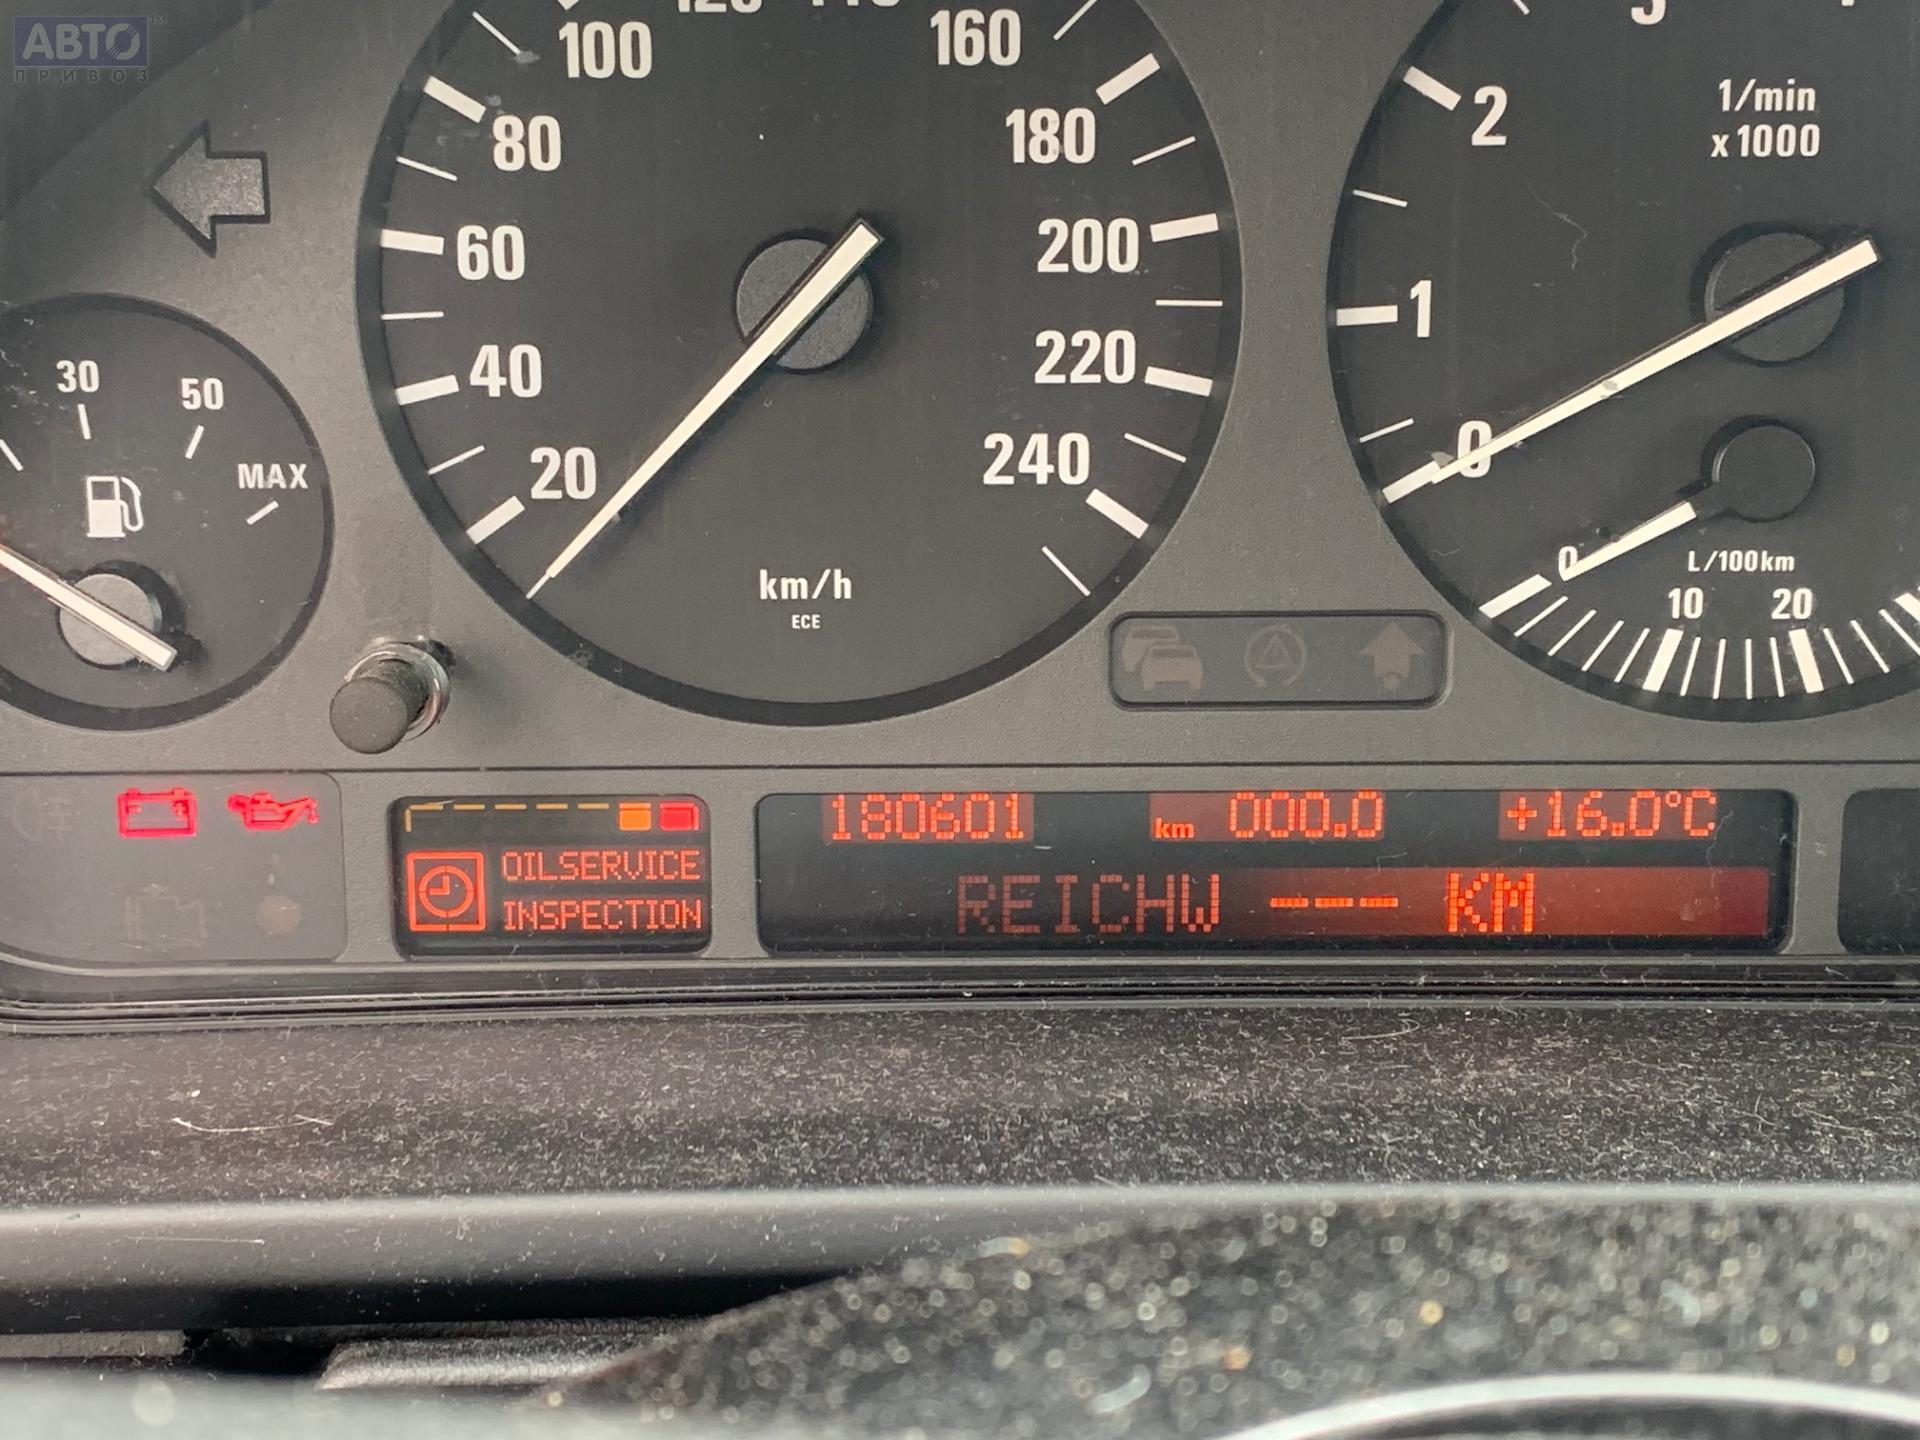 АВТО
ПРИВОЗ
100
160
80
180
60
200
40
220
20
240
km/h
ECE
30
50
MAX
2
1
0
1/min
x1000
0
L/100km
10
20
OILSERVICE
INSPECTION
180601
km 000.0
+16.0°C
REICHW --- KM